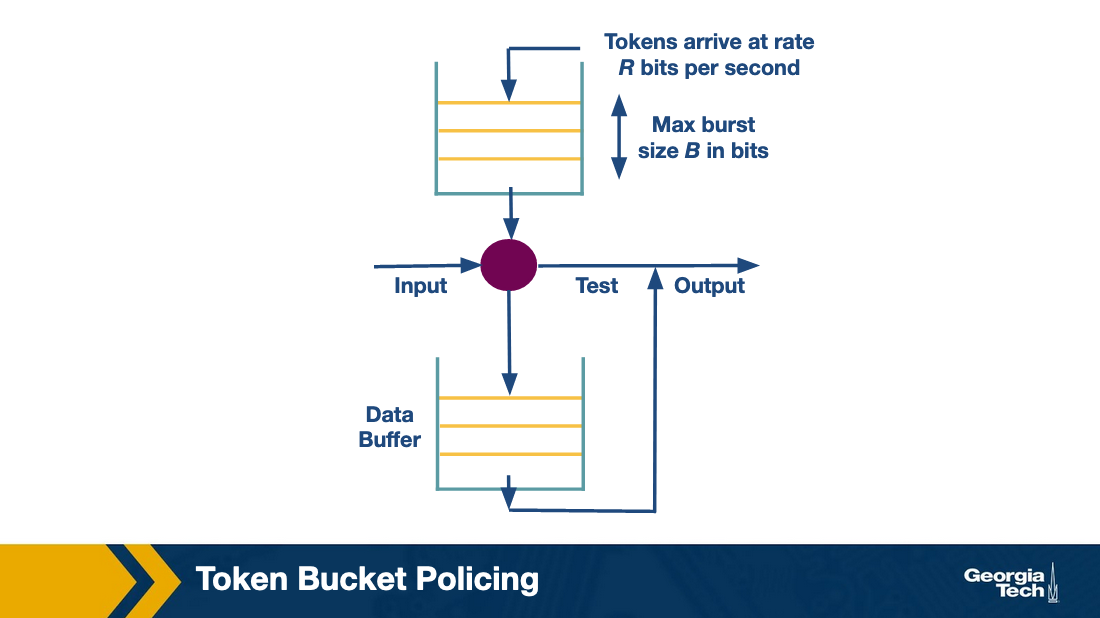 Tokens arrive at rate
R bits per second
Max burst
size B in bits
Input
Test
Output
Data
Buffer
Token Bucket Policing
Georgia
Tech